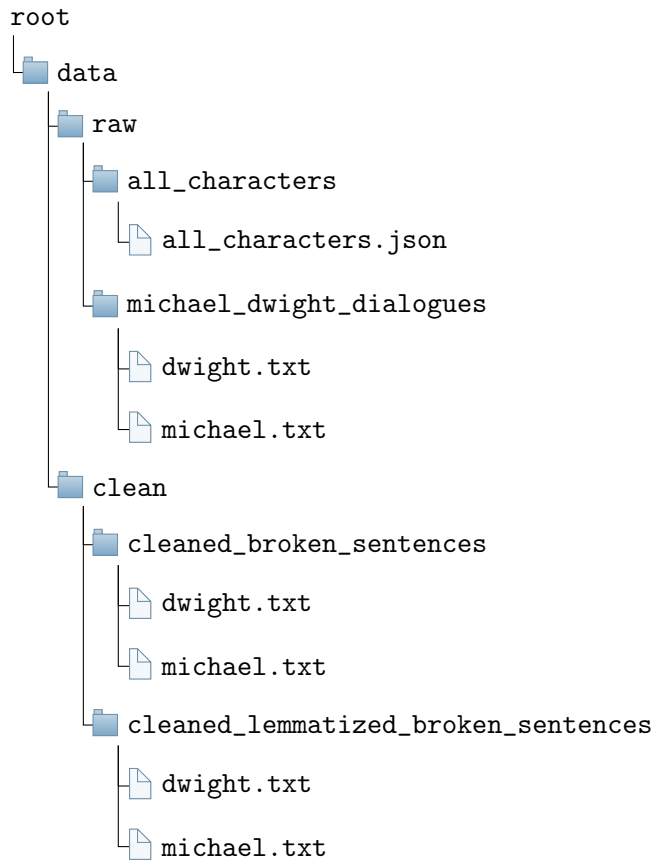 root
data
raw
all_characters
all_characters.json
michael_dwight_dialogues
dwight.txt
michael.txt
clean
cleaned_broken_sentences
dwight.txt
michael.txt
cleaned_lemmatized_broken_sentences
dwight.txt
michael.txt